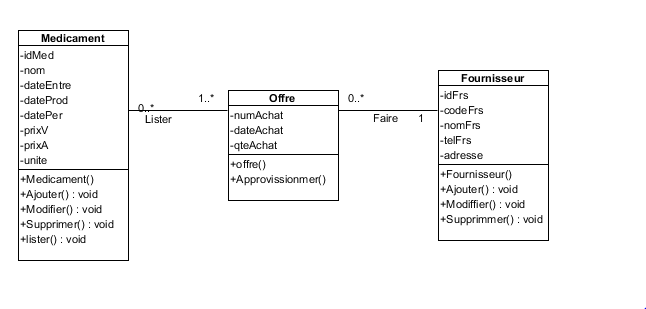 Medicament
-idMed
-nom
-dateEntre
-dateProd
-datePer
-prixV
-prixA
-unite
+Medicament()
+Ajouter() : void
+Modifier() : void
+Supprimer() : void
+lister() : void
0..*
1..*
Lister
Offre
-numAchat
-dateAchat
-qteAchat
+offre()
+Approvissionmer()
0..*
Faire
1
Fournisseur
-idFrs
-codeFrs
-nomFrs
-telFrs
-adresse
+Fournisseur()
+Ajouter() : void
+Modiffier() : void
+Supprimmer() : void